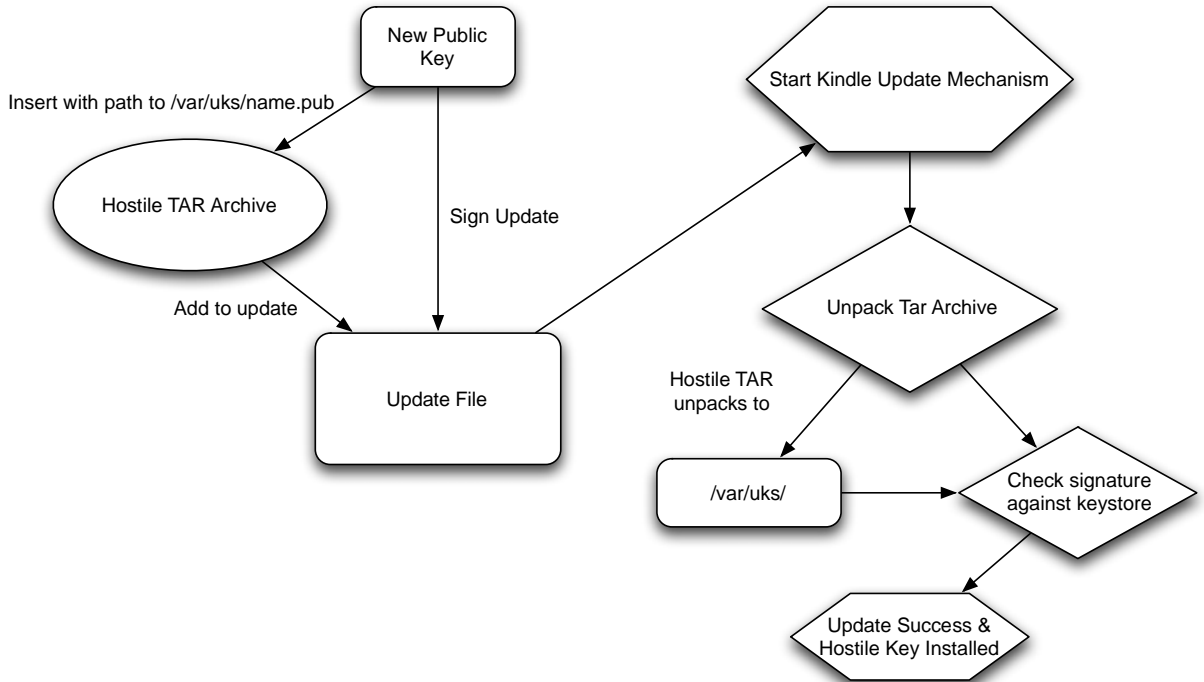 New Public
Key
Insert with path to /var/uks/name.pub
Hostile TAR Archive
Sign Update
Add to update
Update File
Start Kindle Update Mechanism
Unpack Tar Archive
Hostile TAR
unpacks to
/var/uks/
Check signature
against keystore
Update Success &
Hostile Key Installed